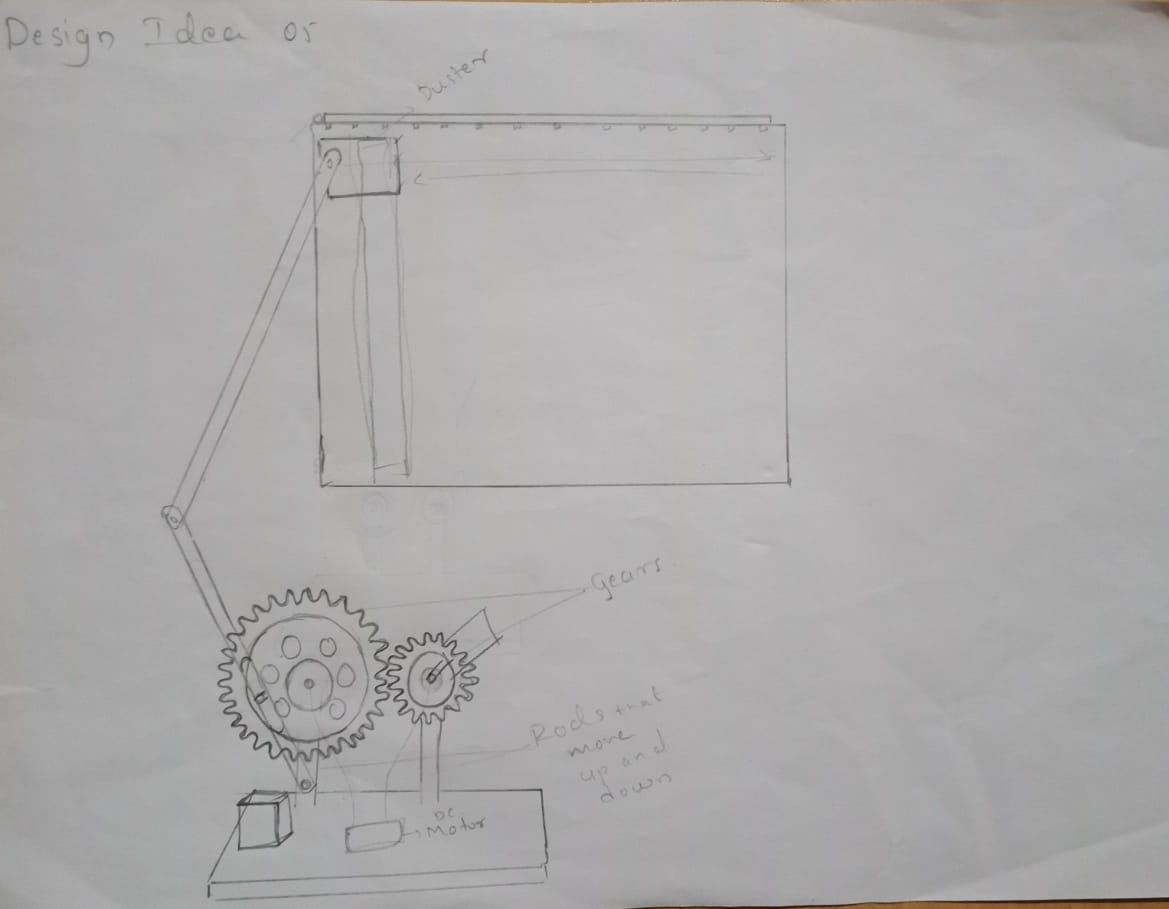 Design Idea 05
Duster
Gears.
Rods that
move
up and
down
DC
Motor